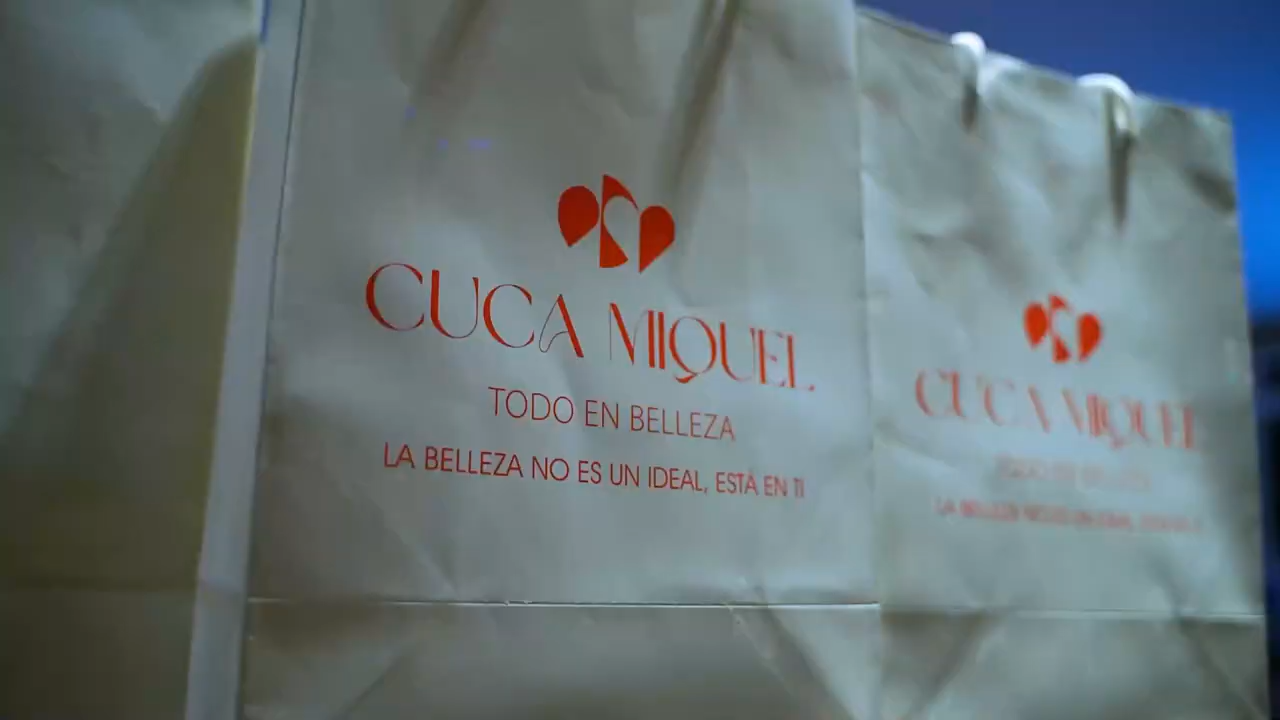 CUCA MIQUEL
TODO EN BELLEZA
LA BELLEZA NO ES UN IDEAL, ESTÁ EN TI
CUCA MIQUEL